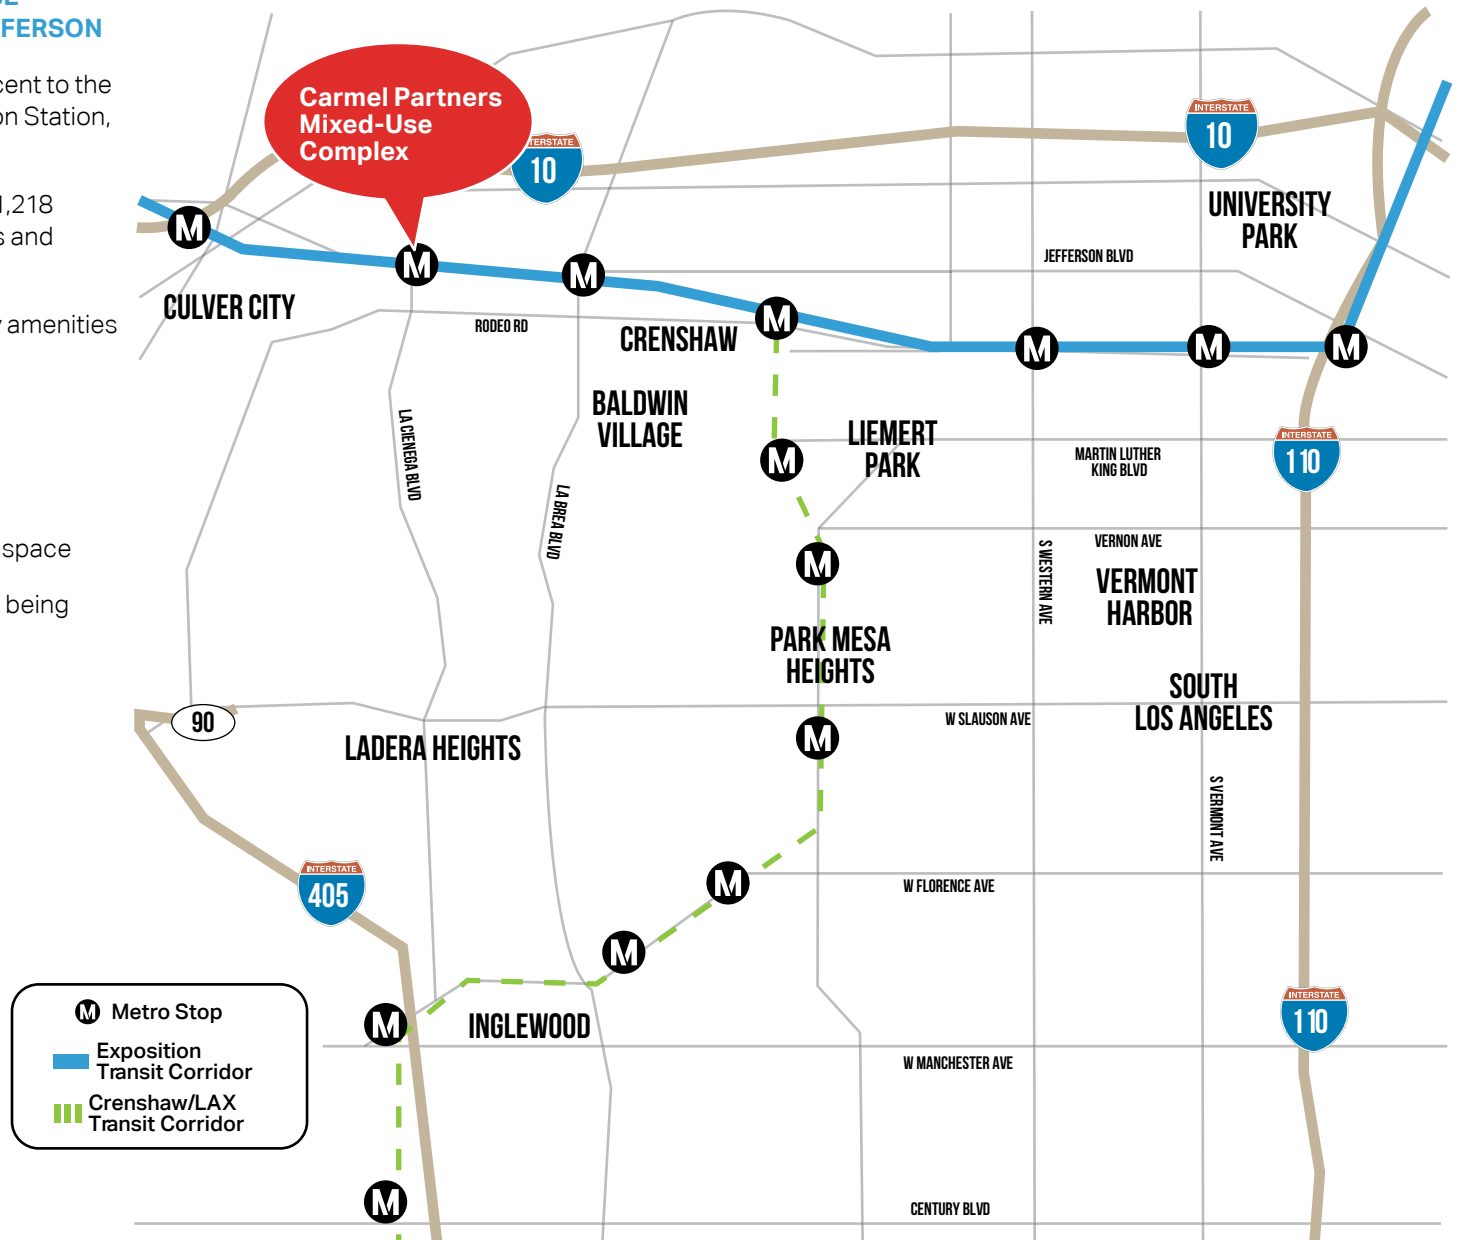 FERSON
cent to the
on Station,
1,218
s and
y amenities
space
being
Carmel Partners
Mixed-Use
Complex
TERSTATE
10
INTERSTATE
10
UNIVERSITY
PARK
JEFFERSON BLVD
M
M
M
CULVER CITY
RODEO RD
CRENSHAW
M
M
M
M
BALDWIN
VILLAGE
LIEMERT
PARK
LA CIENEGA BLVD
MARTIN LUTHER
KING BLVD
INTERSTATE
110
M
LA BREA BLVD
VERNON AVE
S WESTERN AVE
M
VERMONT
HARBOR
PARK MESA
HEIGHTS
SOUTH
LOS ANGELES
90
W SLAUSON AVE
M
LADERA HEIGHTS
S VERMONT AVE
INTERSTATE
405
M
W FLORENCE AVE
M
INTERSTATE
110
M
INGLEWOOD
W MANCHESTER AVE
M
CENTURY BLVD
M Metro Stop
Exposition
Transit Corridor
Crenshaw/LAX
Transit Corridor